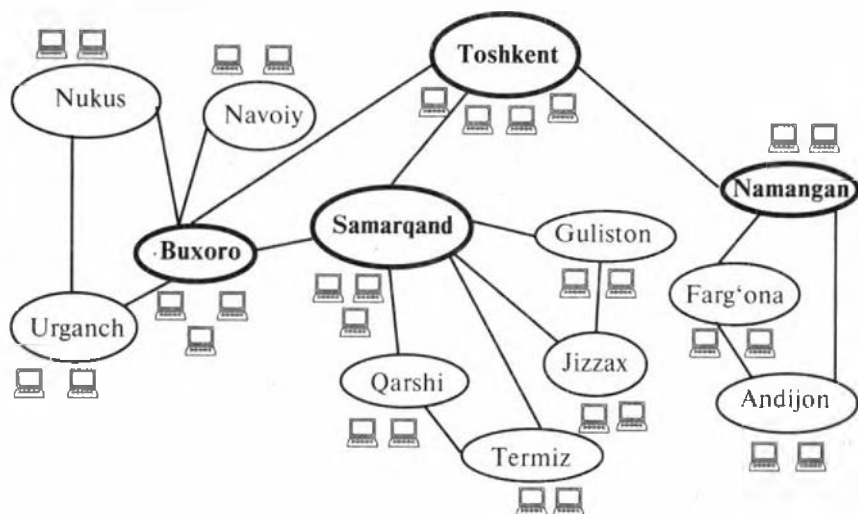 Toshkent
Nukus
Navoiy
Namangan
Samarqand
Guliston
Buxoro
Farg‘ona
Urganch
Jizzax
Qarshi
Andijon
Termiz